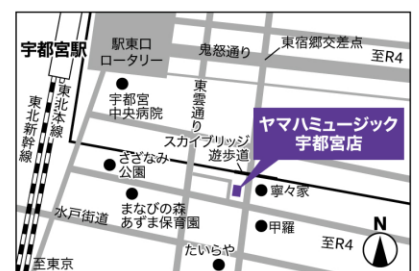 宇都宮駅
駅東口
ロータリー
鬼怒通り
東宿郷交差点
至R4
東北本線
東北新幹線
宇都宮
中央病院
東雲通り
スカイブリッジ
遊歩道
ヤマハミュージック
宇都宮店
さざなみ
公園
寧々家
水戸街道
まなびの森
あずま保育園
甲羅
至R4
N
たいらや
至東京